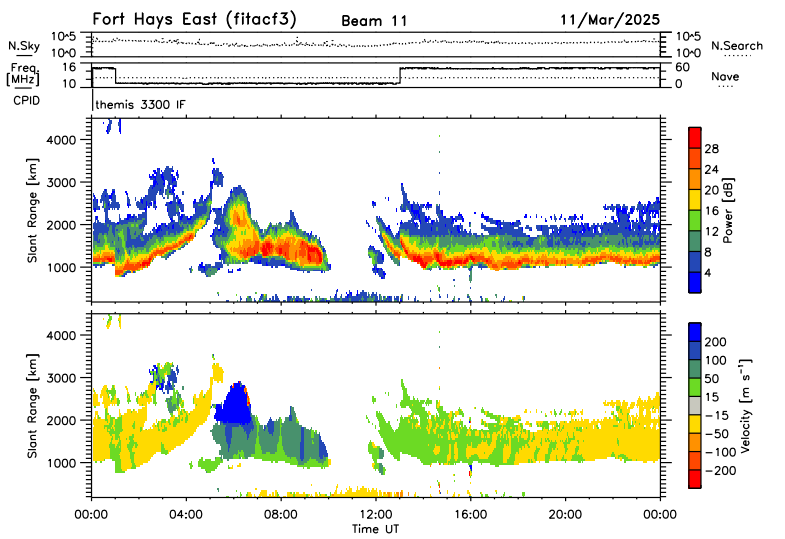 Fort Hays East (fitacf3) Beam 11 11/Mar/2025
N.Sky 10^5 10^0 10^5 10^0 N.Search
Freq. [MHz] 16 10 60 0 Nave
CPID themis 3300 IF
Slant Range [km] 4000 3000 2000 1000
Power [dB] 28 24 20 16 12 8 4
Slant Range [km] 4000 3000 2000 1000
Velocity [m s⁻¹] 200 100 50 15 −15 −50 −100 −200
00:00 04:00 08:00 12:00 16:00 20:00 00:00
Time UT